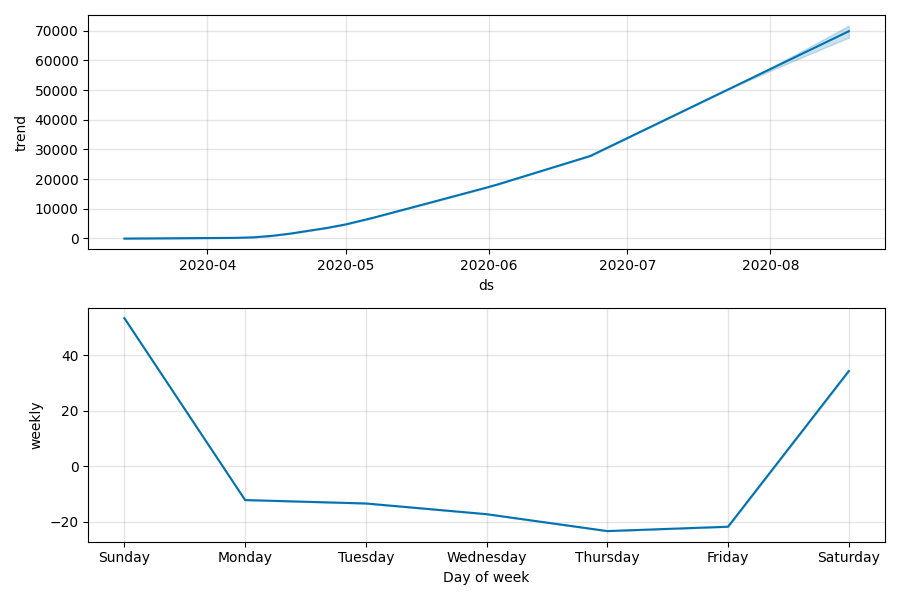 70000
60000
50000
40000
30000
20000
10000
0
trend
2020-04 2020-05 2020-06 2020-07 2020-08
ds
40
20
0
−20
weekly
Sunday Monday Tuesday Wednesday Thursday Friday Saturday
Day of week